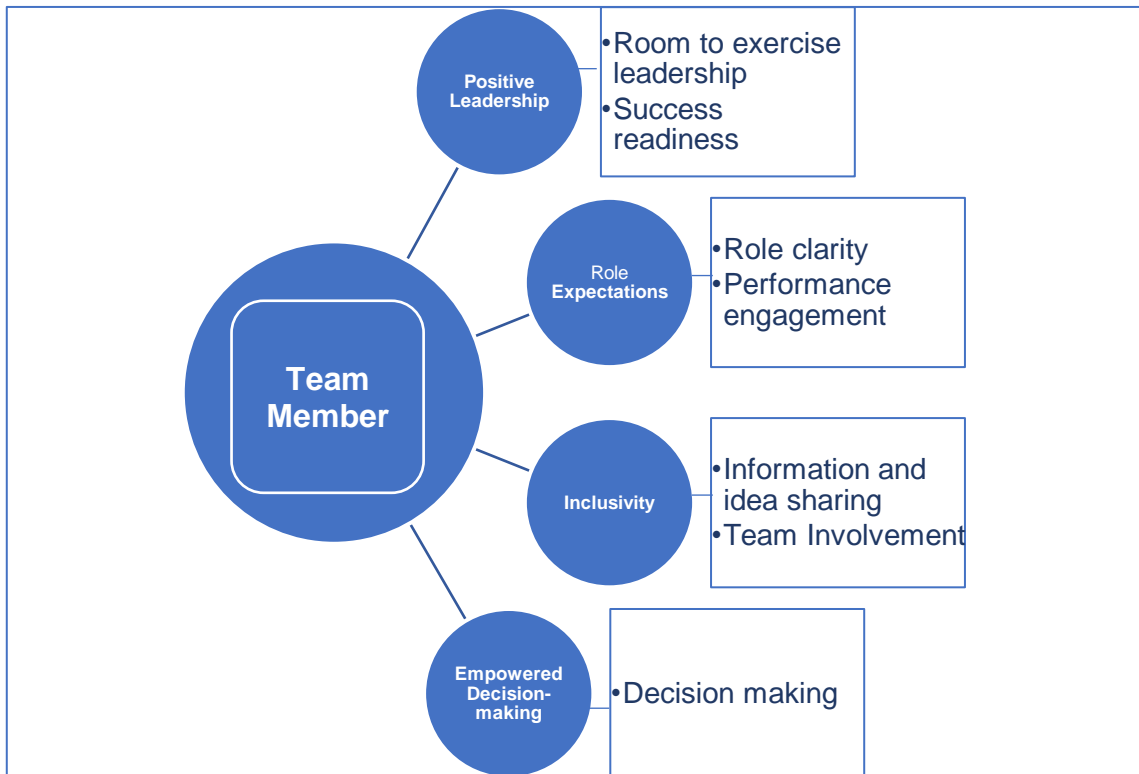 Positive
Leadership
•Room to exercise
leadership
•Success
readiness
Role
Expectations
•Role clarity
•Performance
engagement
Team
Member
Inclusivity
•Information and
idea sharing
•Team Involvement
Empowered
Decision-
making
•Decision making